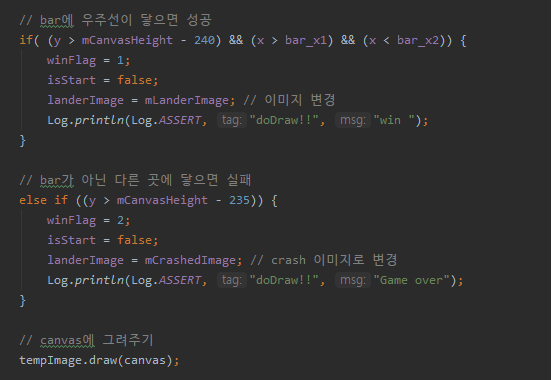 // bar에 우주선이 닿으면 성공
if( (y > mCanvasHeight - 240) && (x > bar_x1) && (x < bar_x2)) {
winFlag = 1;
isStart = false;
landerImage = mLanderImage; // 이미지 변경
Log.println(Log.ASSERT, tag: "doDraw!!", msg: "win ");
}
// bar가 아닌 다른 곳에 닿으면 실패
else if ((y > mCanvasHeight - 235)) {
winFlag = 2;
isStart = false;
landerImage = mCrashedImage; // crash 이미지로 변경
Log.println(Log.ASSERT, tag: "doDraw!!", msg: "Game over");
}
// canvas에 그려주기
tempImage.draw(canvas);